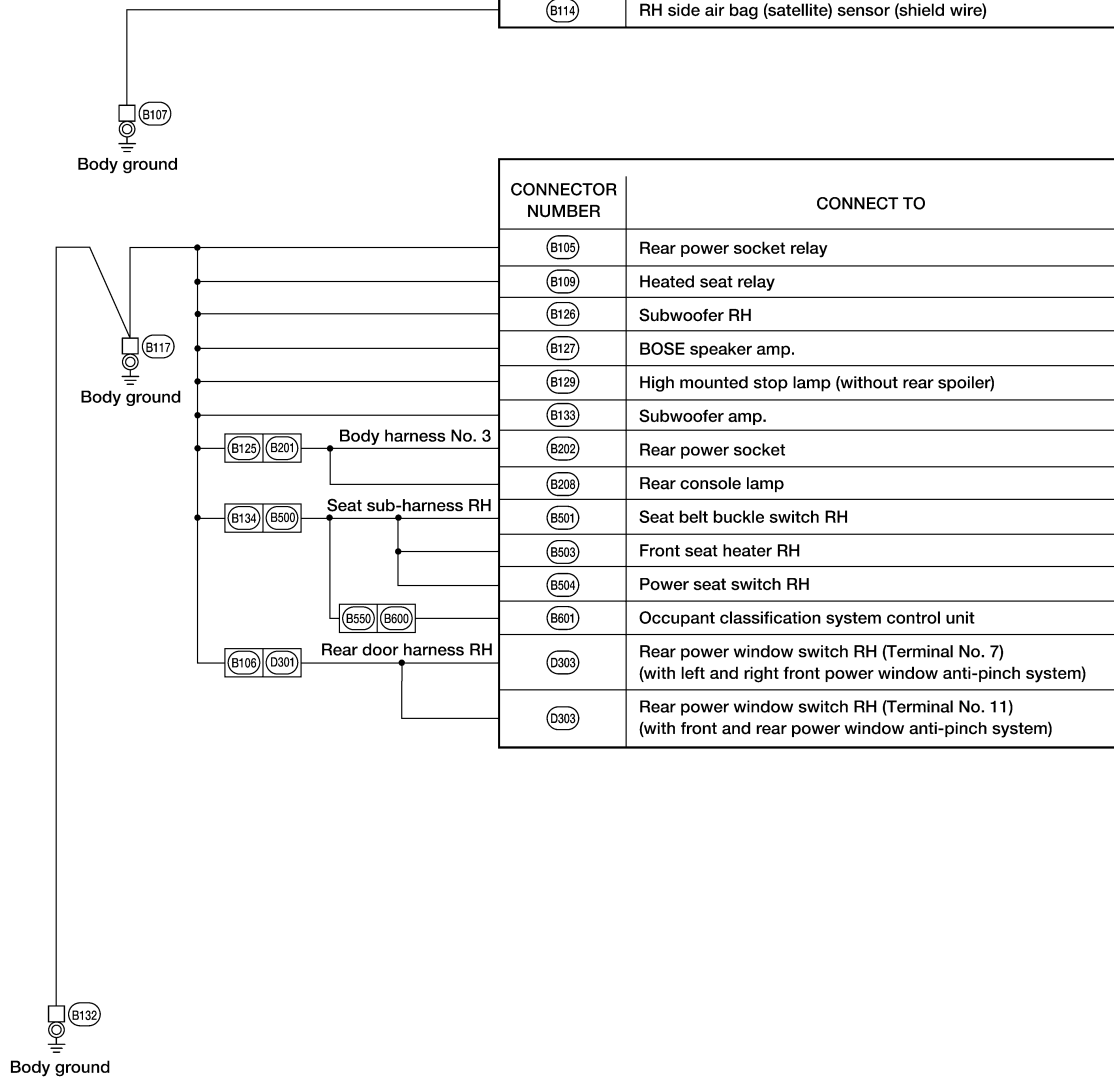 B114 RH side air bag (satellite) sensor (shield wire)
B107
Body ground
CONNECTOR
NUMBER
CONNECT TO
B105 Rear power socket relay
B109 Heated seat relay
B126 Subwoofer RH
B117
B127 BOSE speaker amp.
Body ground
B129 High mounted stop lamp (without rear spoiler)
B133 Subwoofer amp.
Body harness No. 3
B125 B201 B202 Rear power socket
B208 Rear console lamp
Seat sub-harness RH
B134 B500 B501 Seat belt buckle switch RH
B503 Front seat heater RH
B504 Power seat switch RH
B550 B600 B601 Occupant classification system control unit
Rear door harness RH
B106 D301 D303 Rear power window switch RH (Terminal No. 7)
(with left and right front power window anti-pinch system)
D303 Rear power window switch RH (Terminal No. 11)
(with front and rear power window anti-pinch system)
B132
Body ground